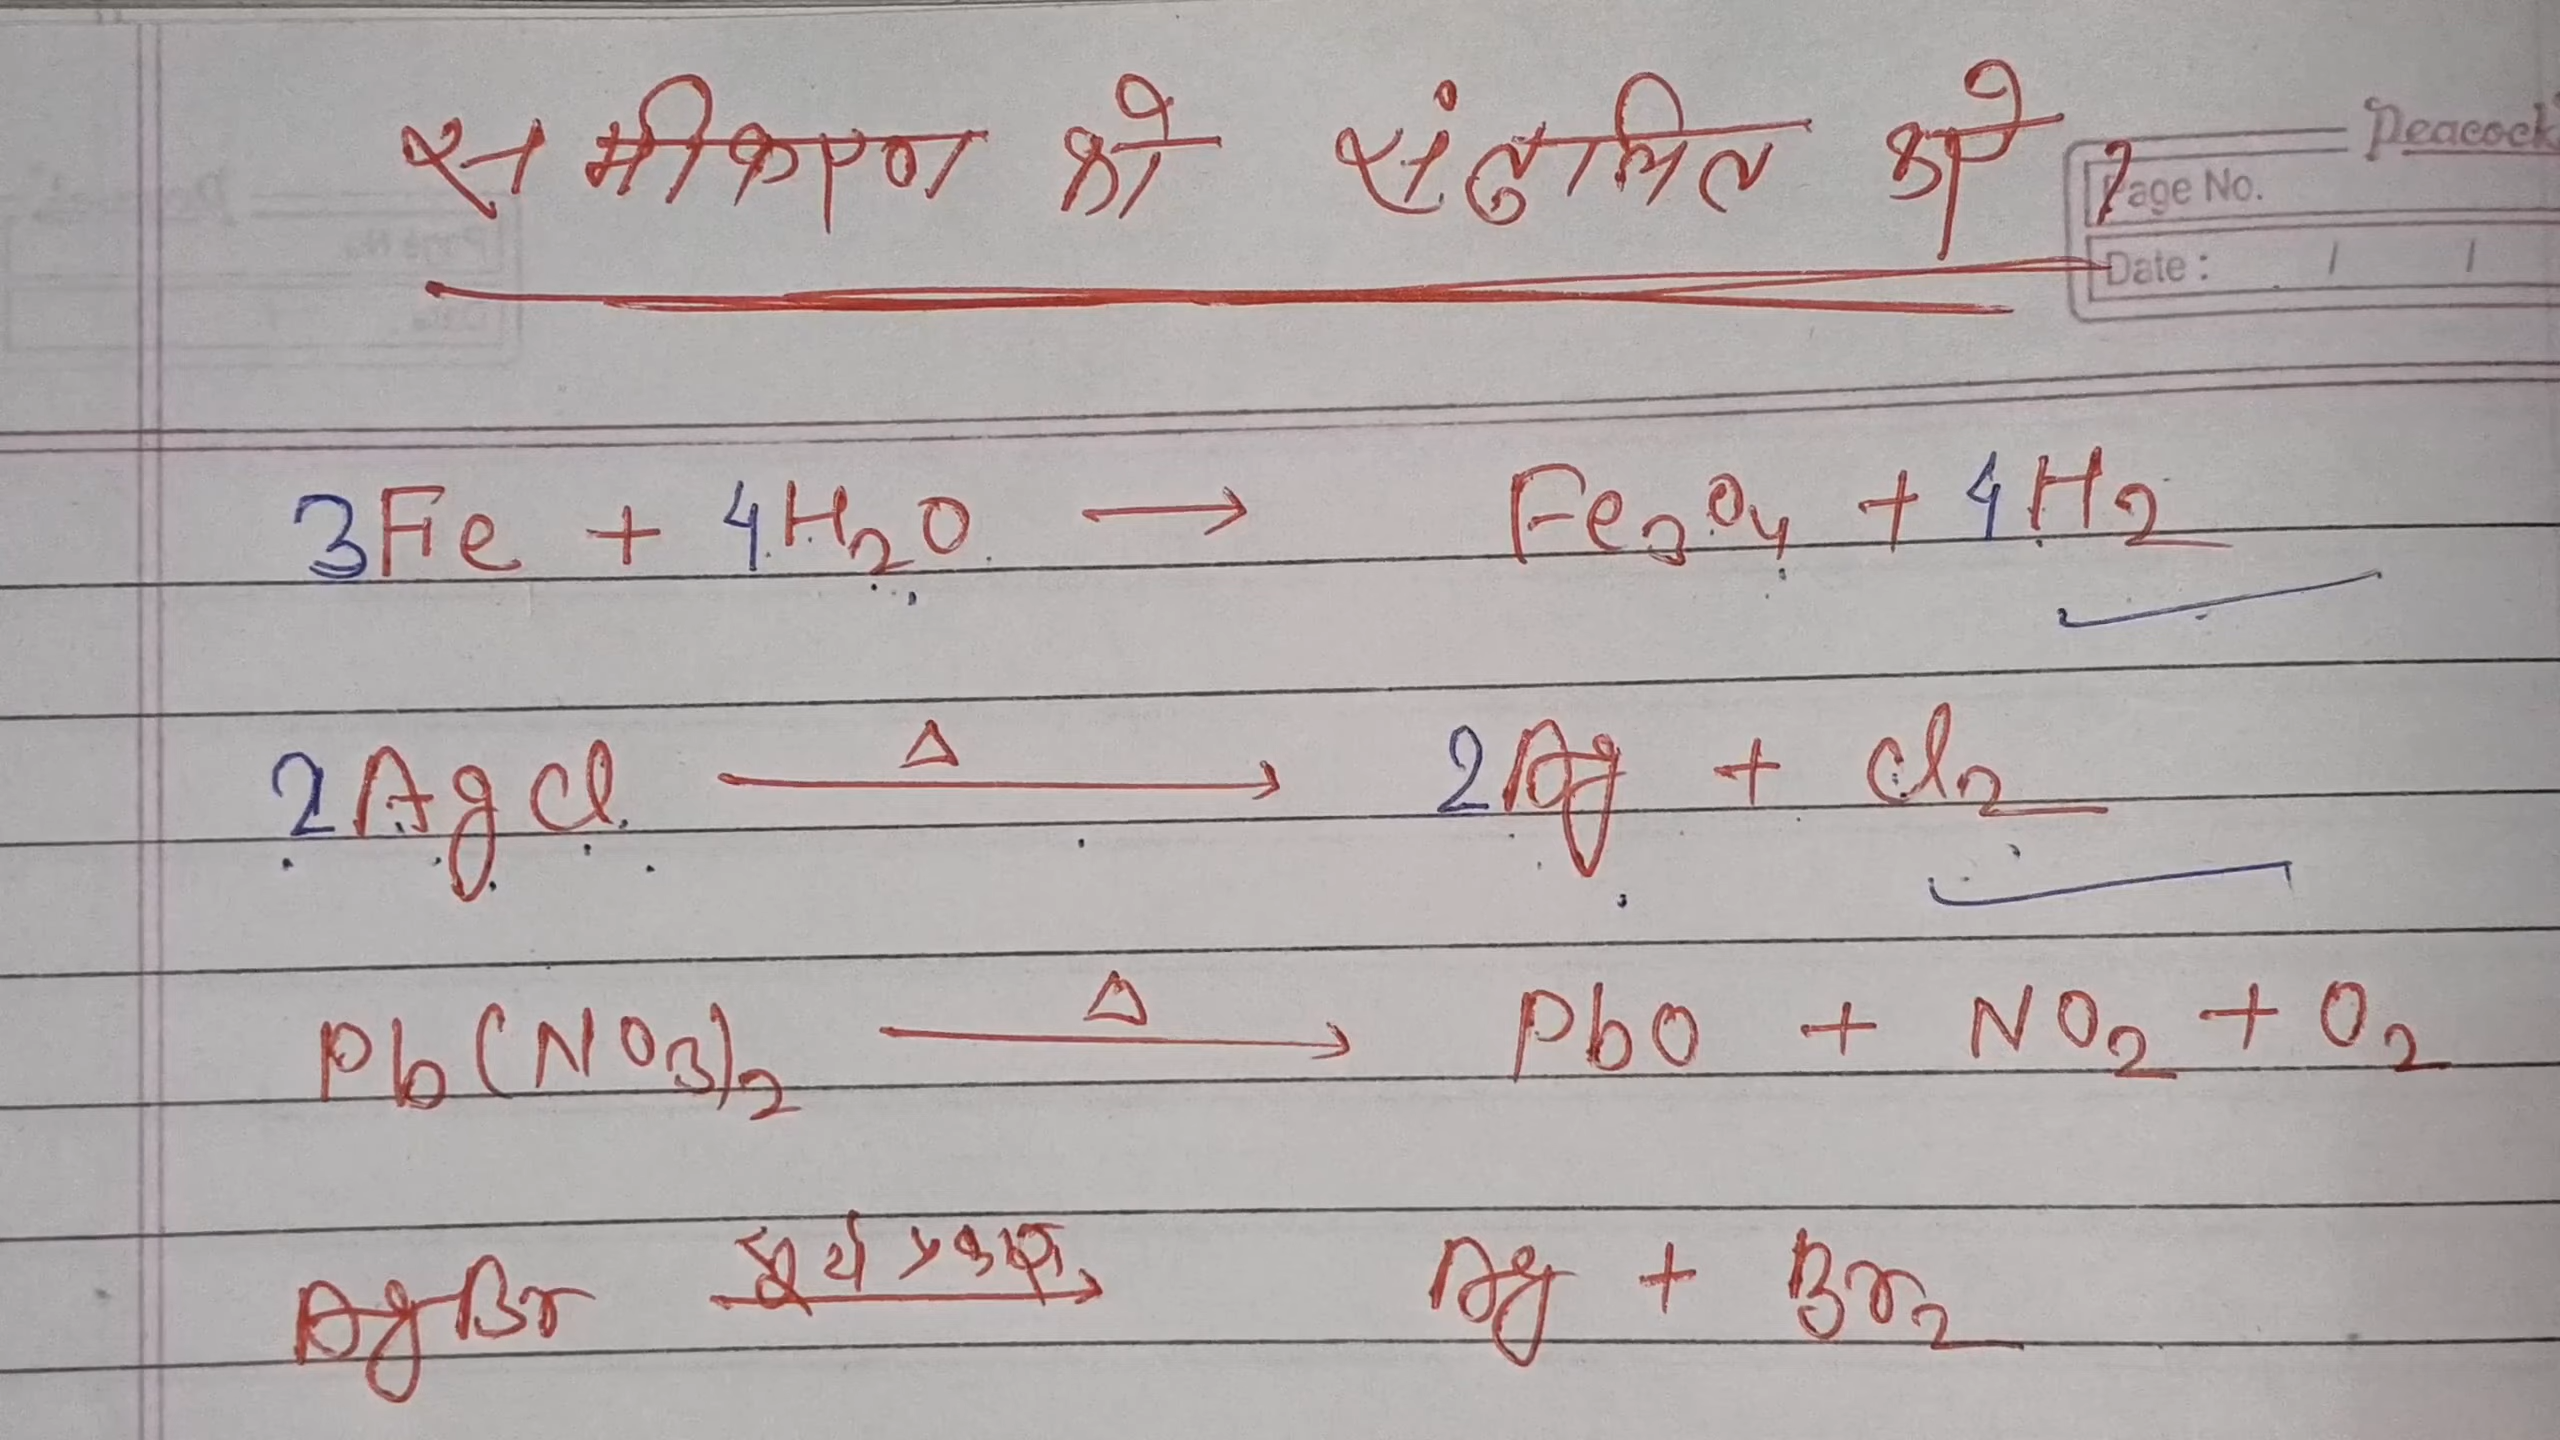 समीकरण को संतुलित करे ?
Peacock
Page No.
Date : / /
3Fe + 4H₂O → Fe₃O₄ + 4H₂
Δ
2AgCl → 2Ag + Cl₂
Δ
Pb(NO₃)₂ → PbO + NO₂ + O₂
सूर्य प्रकाश
AgBr → Ag + Br₂